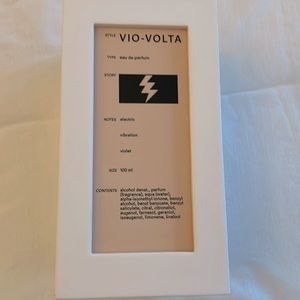 STYLE VIO-VOLTA
TYPE eau de parfum
STORY
NOTES electric
vibration
violet
SIZE 100 ml
CONTENTS alcohol denat., parfum
(fragrance), aqua (water),
alpha-isomethyl ionone, benzyl
alcohol, benzyl benzoate, benzyl
salicylate, citral, citronellol,
eugenol, farnesol, geraniol,
isoeugenol, limonene, linalool